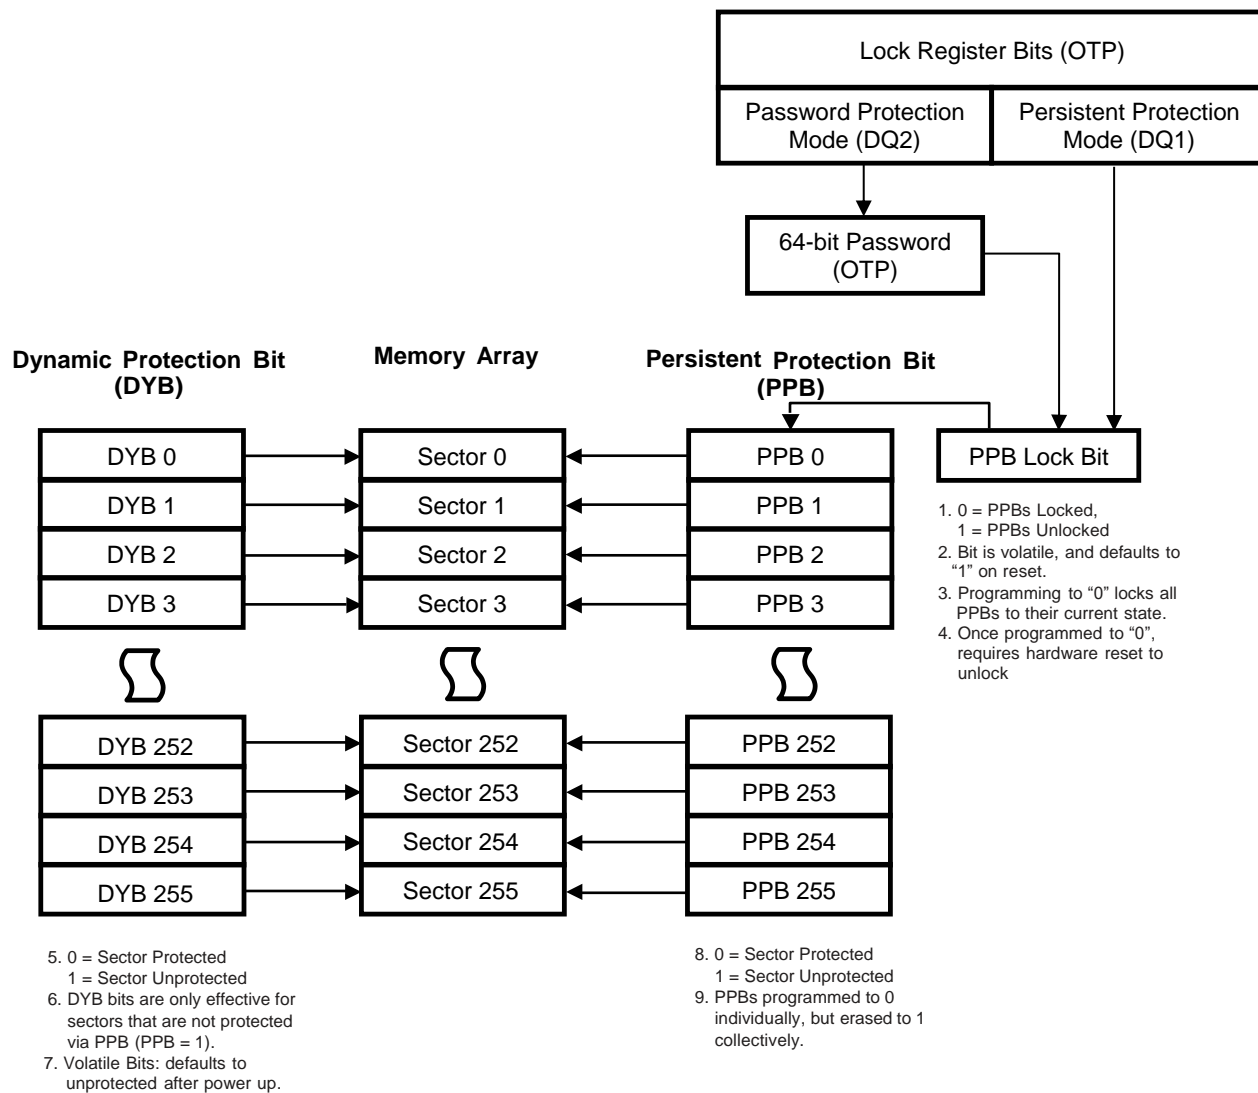 Lock Register Bits (OTP)
Password Protection
Mode (DQ2)
Persistent Protection
Mode (DQ1)
64-bit Password
(OTP)
Dynamic Protection Bit
(DYB)
Memory Array
Persistent Protection Bit
(PPB)
DYB 0
Sector 0
PPB 0
PPB Lock Bit
DYB 1
Sector 1
PPB 1
DYB 2
Sector 2
PPB 2
DYB 3
Sector 3
PPB 3
1. 0 = PPBs Locked,
1 = PPBs Unlocked
2. Bit is volatile, and defaults to
“1” on reset.
3. Programming to “0” locks all
PPBs to their current state.
4. Once programmed to “0”,
requires hardware reset to
unlock
DYB 252
Sector 252
PPB 252
DYB 253
Sector 253
PPB 253
DYB 254
Sector 254
PPB 254
DYB 255
Sector 255
PPB 255
5. 0 = Sector Protected
1 = Sector Unprotected
6. DYB bits are only effective for
sectors that are not protected
via PPB (PPB = 1).
7. Volatile Bits: defaults to
unprotected after power up.
8. 0 = Sector Protected
1 = Sector Unprotected
9. PPBs programmed to 0
individually, but erased to 1
collectively.